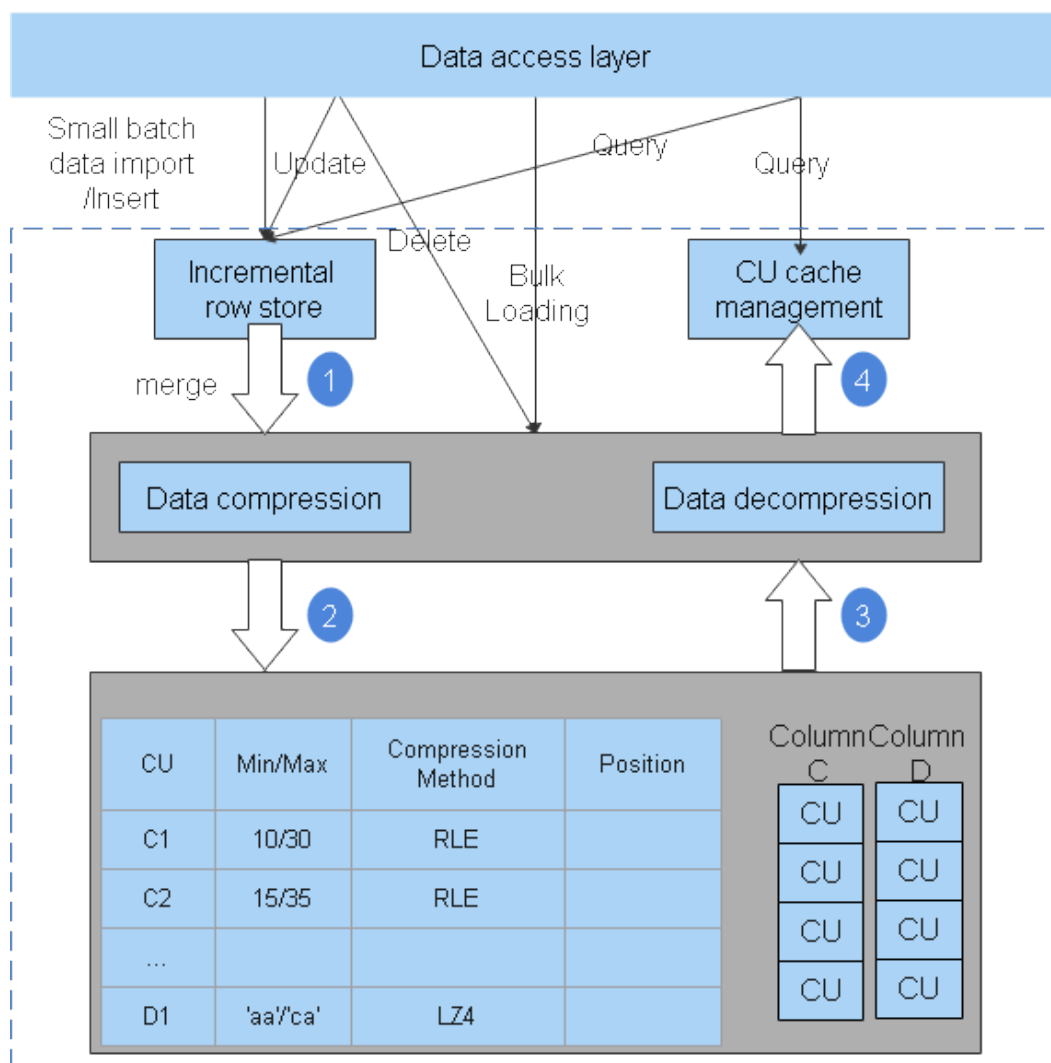 Data access layer
Small batch
data import
/Insert
Update
Query
Query
Delete
Bulk
Loading
Incremental
row store
CU cache
management
merge
1
4
Data compression
Data decompression
2
3
CU
Min/Max
Compression
Method
Position
C1
10/30
RLE
C2
15/35
RLE
...
D1
'aa'/'ca'
LZ4
Column
C
CU
CU
CU
CU
Column
D
CU
CU
CU
CU